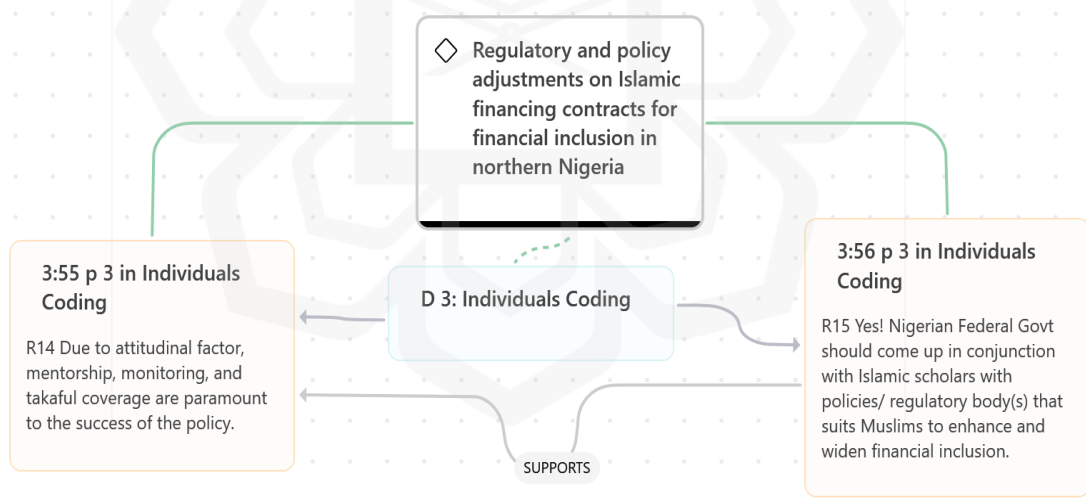 Regulatory and policy
adjustments on Islamic
financing contracts for
financial inclusion in
northern Nigeria
3:55 p 3 in Individuals
Coding
R14 Due to attitudinal factor,
mentorship, monitoring, and
takaful coverage are paramount
to the success of the policy.
D 3: Individuals Coding
3:56 p 3 in Individuals
Coding
R15 Yes! Nigerian Federal Govt
should come up in conjunction
with Islamic scholars with
policies/ regulatory body(s) that
suits Muslims to enhance and
widen financial inclusion.
SUPPORTS